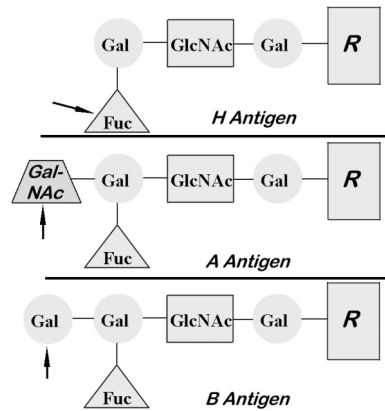 Gal GlcNAc Gal R
Fuc
H Antigen
Gal-
NAc
Gal GlcNAc Gal R
Fuc
A Antigen
Gal Gal GlcNAc Gal R
Fuc
B Antigen